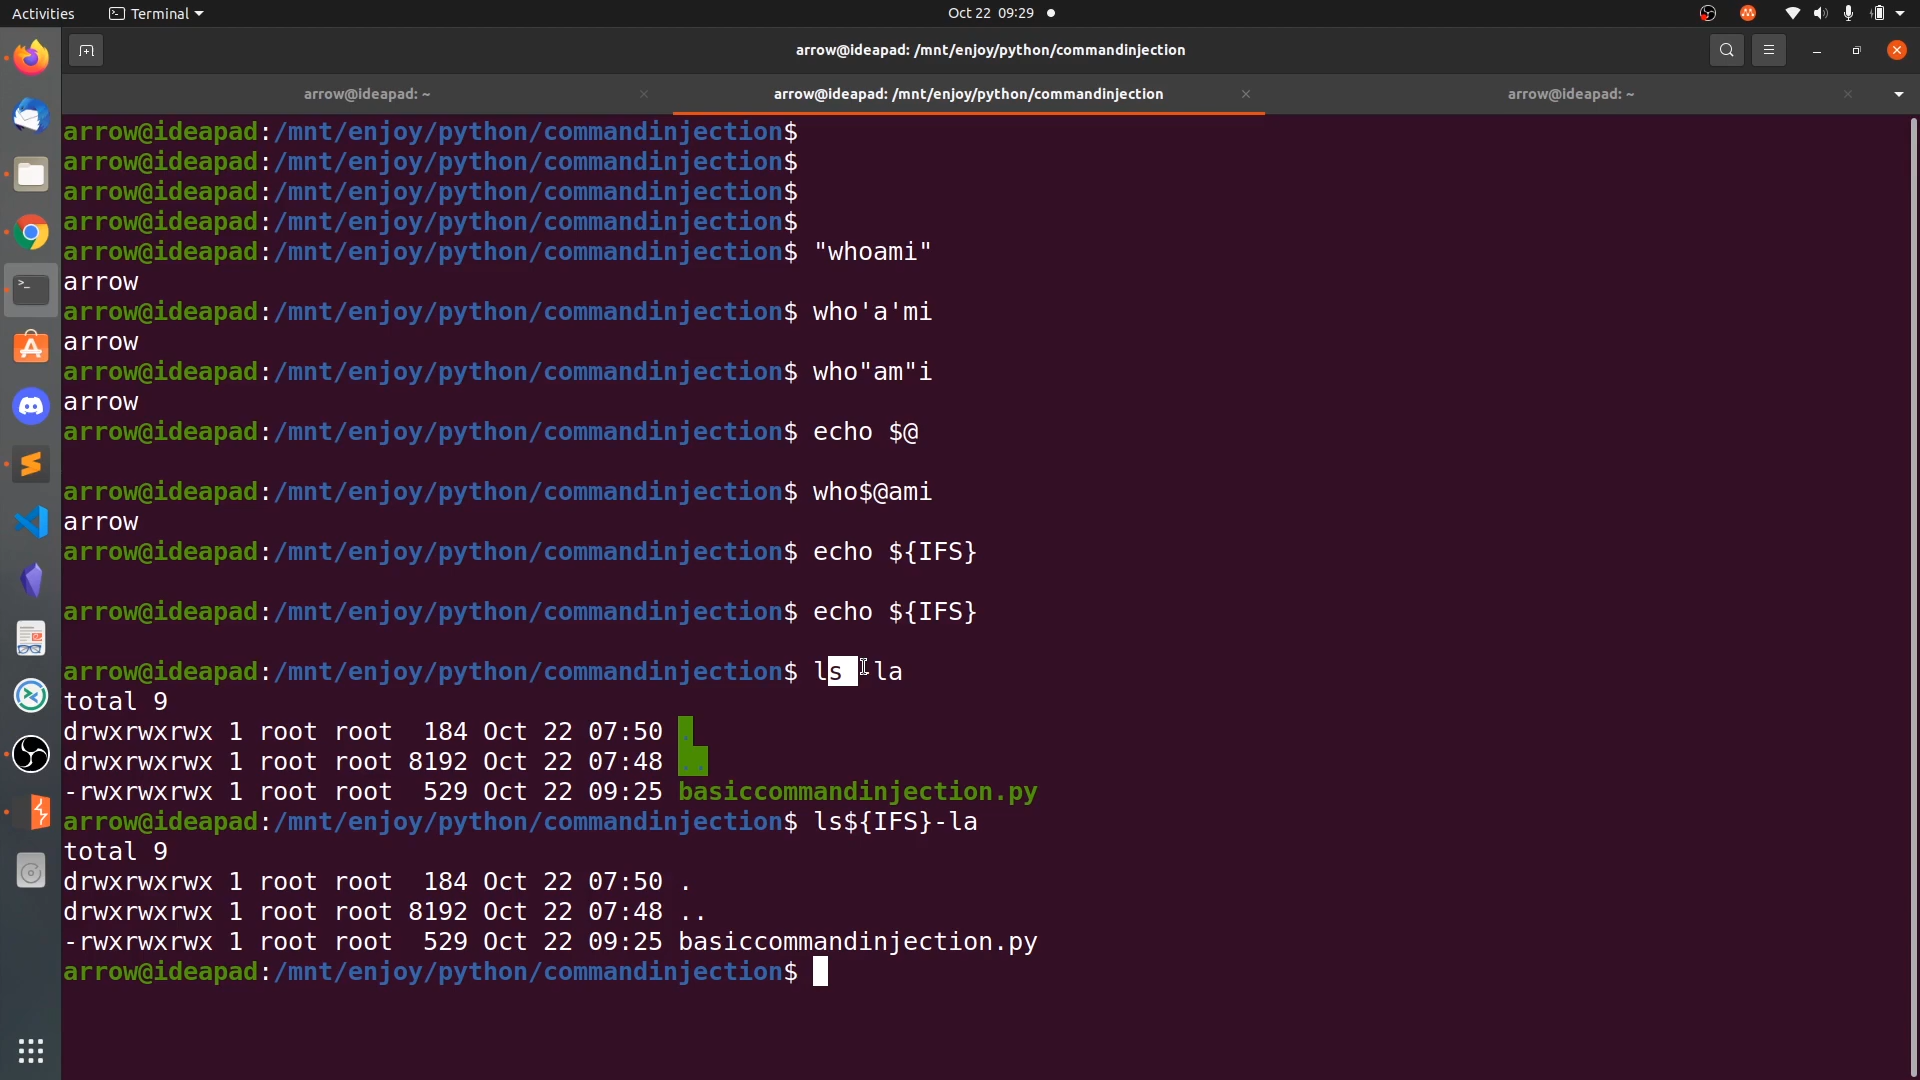 Activities Terminal Oct 22 09:29
arrow@ideapad: /mnt/enjoy/python/commandinjection
arrow@ideapad: ~ arrow@ideapad: /mnt/enjoy/python/commandinjection arrow@ideapad: ~
arrow@ideapad:/mnt/enjoy/python/commandinjection$
arrow@ideapad:/mnt/enjoy/python/commandinjection$
arrow@ideapad:/mnt/enjoy/python/commandinjection$
arrow@ideapad:/mnt/enjoy/python/commandinjection$
arrow@ideapad:/mnt/enjoy/python/commandinjection$ "whoami"
arrow
arrow@ideapad:/mnt/enjoy/python/commandinjection$ who'a'mi
arrow
arrow@ideapad:/mnt/enjoy/python/commandinjection$ who"am"i
arrow
arrow@ideapad:/mnt/enjoy/python/commandinjection$ echo $@
arrow@ideapad:/mnt/enjoy/python/commandinjection$ who$@ami
arrow
arrow@ideapad:/mnt/enjoy/python/commandinjection$ echo ${IFS}
arrow@ideapad:/mnt/enjoy/python/commandinjection$ echo ${IFS}
arrow@ideapad:/mnt/enjoy/python/commandinjection$ ls -la
total 9
drwxrwxrwx 1 root root  184 Oct 22 07:50 .
drwxrwxrwx 1 root root 8192 Oct 22 07:48 ..
-rwxrwxrwx 1 root root  529 Oct 22 09:25 basiccommandinjection.py
arrow@ideapad:/mnt/enjoy/python/commandinjection$ ls${IFS}-la
total 9
drwxrwxrwx 1 root root  184 Oct 22 07:50 .
drwxrwxrwx 1 root root 8192 Oct 22 07:48 ..
-rwxrwxrwx 1 root root  529 Oct 22 09:25 basiccommandinjection.py
arrow@ideapad:/mnt/enjoy/python/commandinjection$